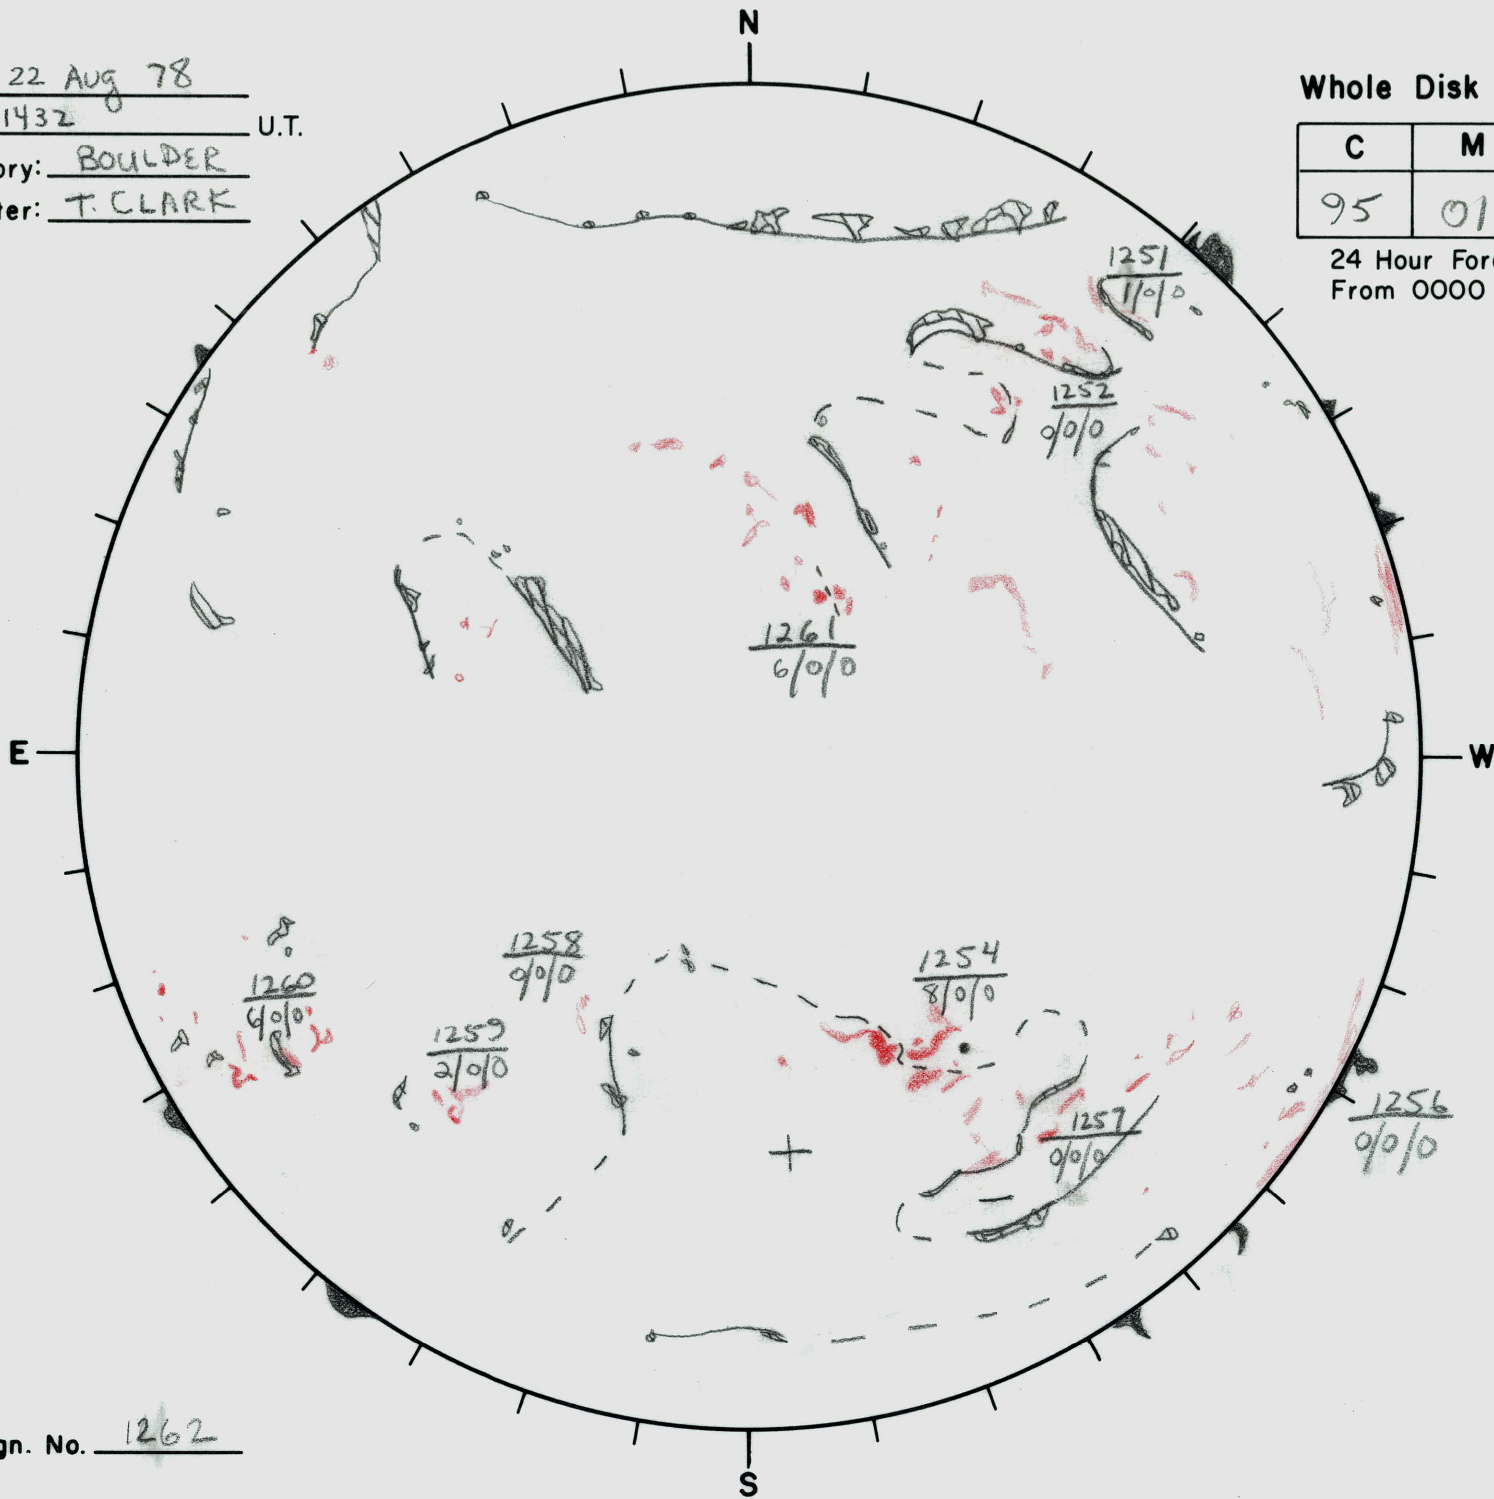 N
22 Aug 78
1432 U.T.
ory: BOULDER
ter: T. CLARK
Whole Disk
C M
95 01
24 Hour Fore
From 0000
1251
1/0/0
1252
0/0/0
1261
6/0/0
E
W
1258
0/0/0
1254
8/0/0
1260
6/0/0
1259
2/0/0
1256
0/0/0
1257
0/0/0
gn. No. 1262
S